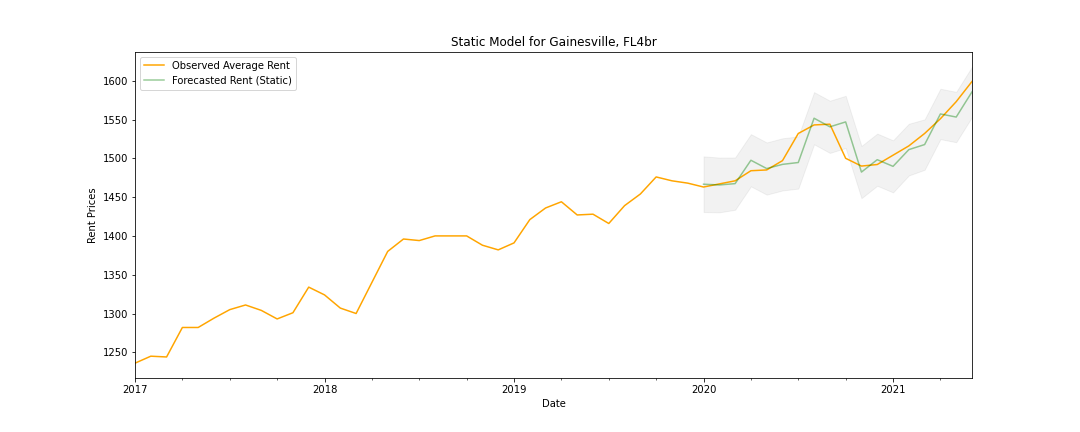 Static Model for Gainesville, FL4br
Observed Average Rent
Forecasted Rent (Static)
1600
1550
1500
1450
1400
1350
1300
1250
Rent Prices
2017 2018 2019 2020 2021
Date